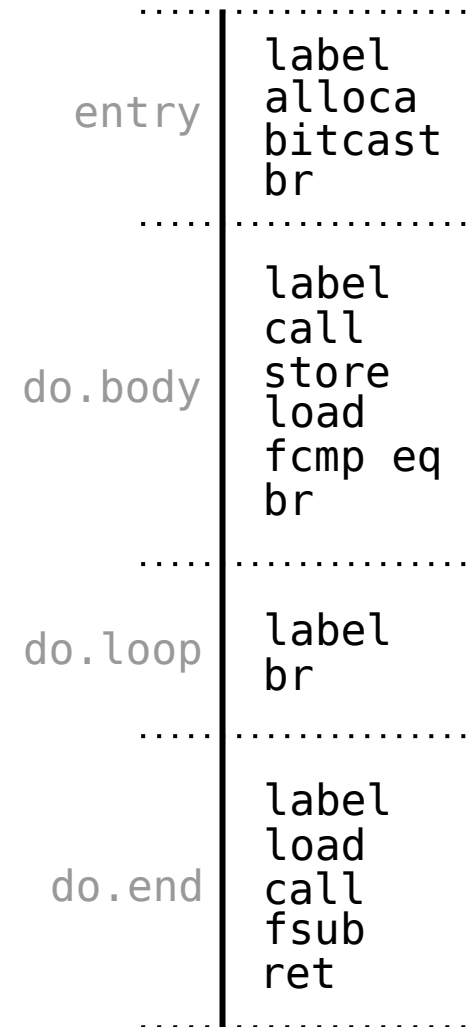 entry
label
alloca
bitcast
br
do.body
label
call
store
load
fcmp eq
br
do.loop
label
br
do.end
label
load
call
fsub
ret